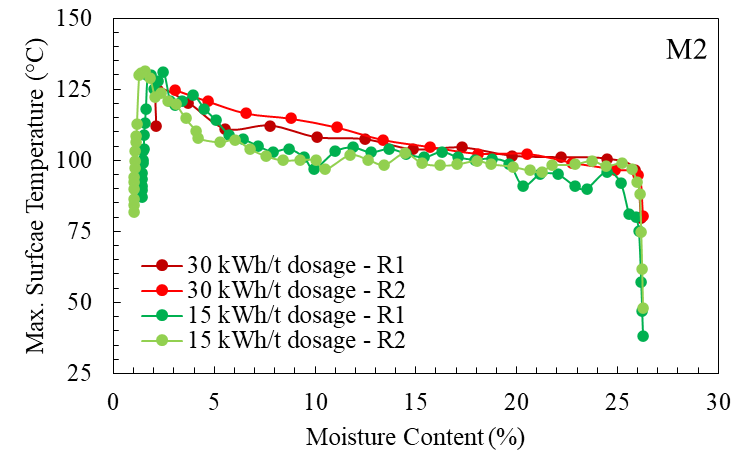 150
M2
125
100
75
50
25
Max. Surfcae Temperature (°C)
30 kWh/t dosage - R1
30 kWh/t dosage - R2
15 kWh/t dosage - R1
15 kWh/t dosage - R2
0 5 10 15 20 25 30
Moisture Content (%)